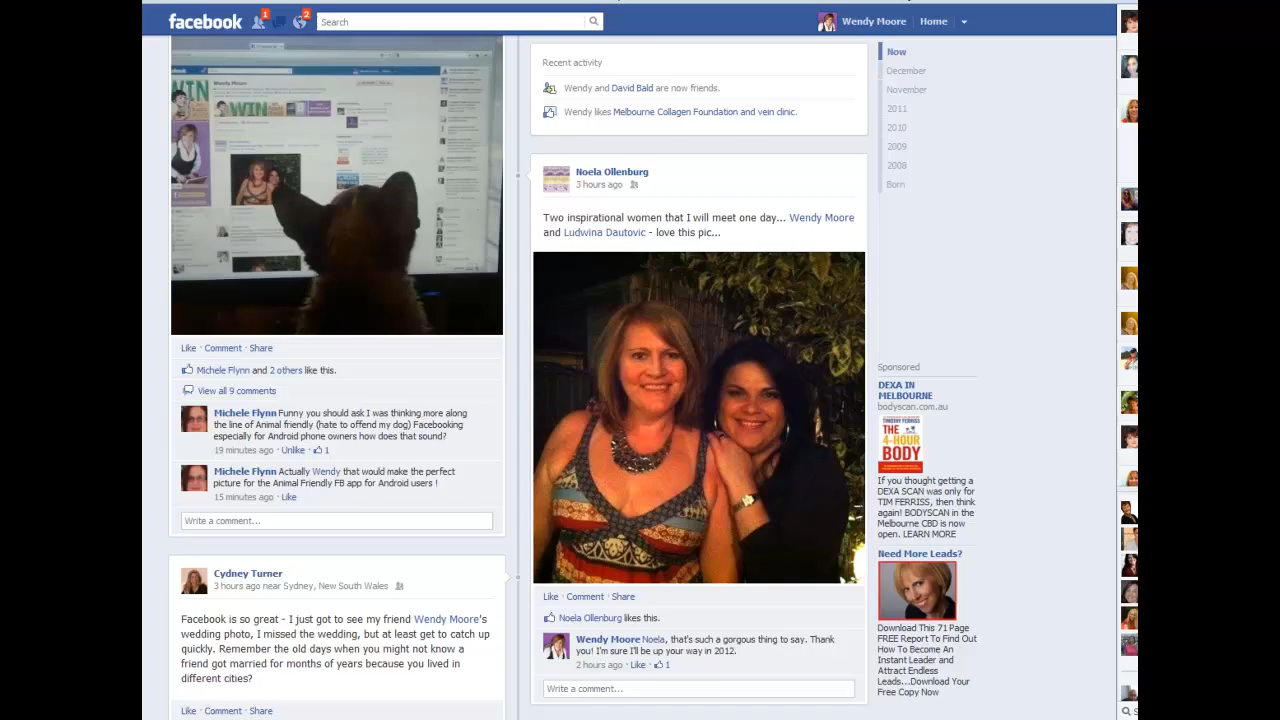 facebook
1
2
Search
Wendy Moore
Home
WIN
Wendy Moore
WIN
Like · Comment · Share
Michele Flynn and 2 others like this.
View all 9 comments
Michele Flynn Funny you should ask I was thinking more along
the line of Animal friendly (hate to offend my dog) Facebooking
especially for Android phone owners how does that sound?
19 minutes ago · Unlike · 1
Michele Flynn Actually Wendy that would make the perfect
picture for the Animal Friendly FB app for Android users !
15 minutes ago · Like
Write a comment...
Cydney Turner
3 hours ago near Sydney, New South Wales
Facebook is so great - I just got to see my friend Wendy Moore's
wedding photo, I missed the wedding, but at least get to catch up
quickly. Remember the old days when you might not know a
friend got married for months of years because you lived in
different cities?
Like · Comment · Share
Recent activity
Wendy and David Bald are now friends.
Wendy likes Melbourne Collagen Foundation and vein clinic.
Noela Ollenburg
3 hours ago
Two inspirational women that I will meet one day... Wendy Moore
and Ludwina Dautovic - love this pic...
Like · Comment · Share
Noela Ollenburg likes this.
Wendy Moore Noela, that's such a gorgeous thing to say. Thank
you! I'm sure I'll be up your way in 2012.
2 hours ago · Like · 1
Write a comment...
Now
December
November
2011
2010
2009
2008
Born
Sponsored
DEXA IN
MELBOURNE
bodyscan.com.au
TIMOTHY FERRISS
THE
4-HOUR
BODY
If you thought getting a
DEXA SCAN was only for
TIM FERRISS, then think
again! BODYSCAN in the
Melbourne CBD is now
open. LEARN MORE
Need More Leads?
Download This 71 Page
FREE Report To Find Out
How To Become An
Instant Leader and
Attract Endless
Leads...Download Your
Free Copy Now